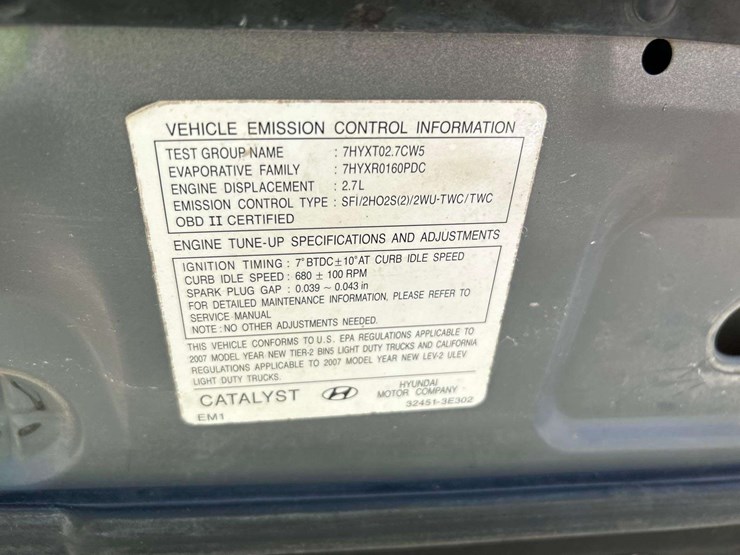 VEHICLE EMISSION CONTROL INFORMATION
TEST GROUP NAME : 7HYXT02.7CW5
EVAPORATIVE FAMILY : 7HYXR0160PDC
ENGINE DISPLACEMENT : 2.7L
EMISSION CONTROL TYPE : SFI/2HO2S(2)/2WU-TWC/TWC
OBD II CERTIFIED
ENGINE TUNE-UP SPECIFICATIONS AND ADJUSTMENTS
IGNITION TIMING : 7°BTDC±10°AT CURB IDLE SPEED
CURB IDLE SPEED : 680 ± 100 RPM
SPARK PLUG GAP : 0.039 ~ 0.043 in
FOR DETAILED MAINTENANCE INFORMATION, PLEASE REFER TO
SERVICE MANUAL
NOTE : NO OTHER ADJUSTMENTS NEEDED.
THIS VEHICLE CONFORMS TO U.S. EPA REGULATIONS APPLICABLE TO
2007 MODEL YEAR NEW TIER-2 BIN5 LIGHT DUTY TRUCKS AND CALIFORNIA
REGULATIONS APPLICABLE TO 2007 MODEL YEAR NEW LEV-2 ULEV
LIGHT DUTY TRUCKS.
CATALYST HYUNDAI
MOTOR COMPANY
EM1 32451-3E302